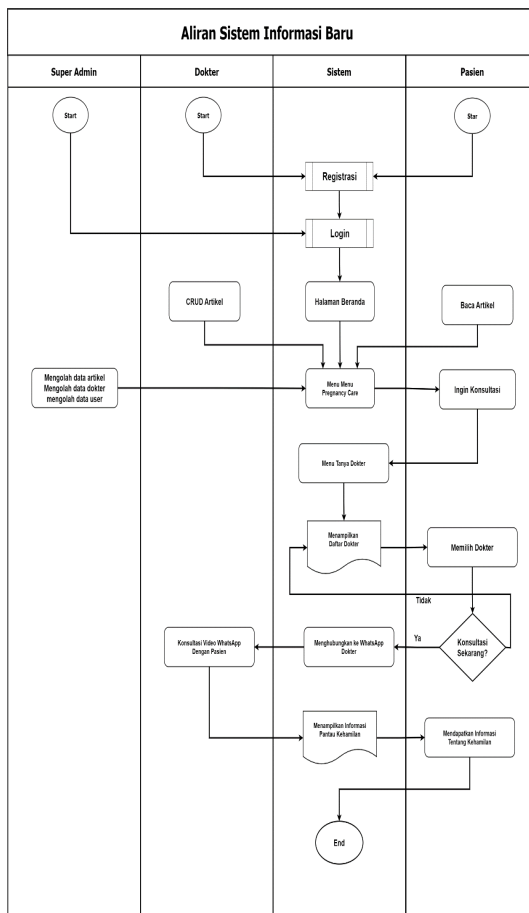 Aliran Sistem Informasi Baru
Super Admin
Dokter
Sistem
Pasien
Start
Start
Star
Registrasi
Login
CRUD Artikel
Halaman Beranda
Baca Artikel
Mengolah data artikel
Mengolah data dokter
mengolah data user
Menu Menu
Pregnancy Care
Ingin Konsultasi
Menu Tanya Dokter
Menampilkan
Daftar Dokter
Memilih Dokter
Tidak
Konsultasi
Sekarang?
Ya
Menghubungkan ke WhatsApp
Dokter
Konsultasi Video WhatsApp
Dengan Pasien
Menampilkan Informasi
Pantau Kehamilan
Mendapatkan Informasi
Tentang Kehamilan
End